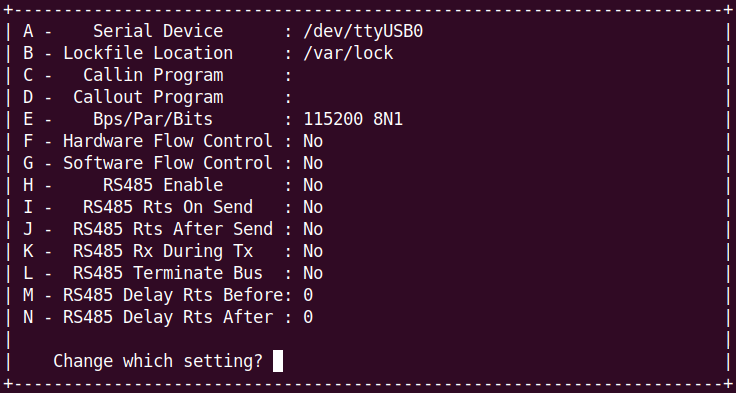 +-----------------------------------------------------------------------+
| A -    Serial Device      : /dev/ttyUSB0                              |
| B - Lockfile Location     : /var/lock                                 |
| C -   Callin Program      :                                           |
| D -  Callout Program      :                                           |
| E -    Bps/Par/Bits       : 115200 8N1                                |
| F - Hardware Flow Control : No                                        |
| G - Software Flow Control : No                                        |
| H -     RS485 Enable      : No                                        |
| I -   RS485 Rts On Send   : No                                        |
| J -  RS485 Rts After Send : No                                        |
| K -  RS485 Rx During Tx   : No                                        |
| L -  RS485 Terminate Bus  : No                                        |
| M - RS485 Delay Rts Before: 0                                         |
| N - RS485 Delay Rts After : 0                                         |
|                                                                       |
|    Change which setting?                                              |
+-----------------------------------------------------------------------+